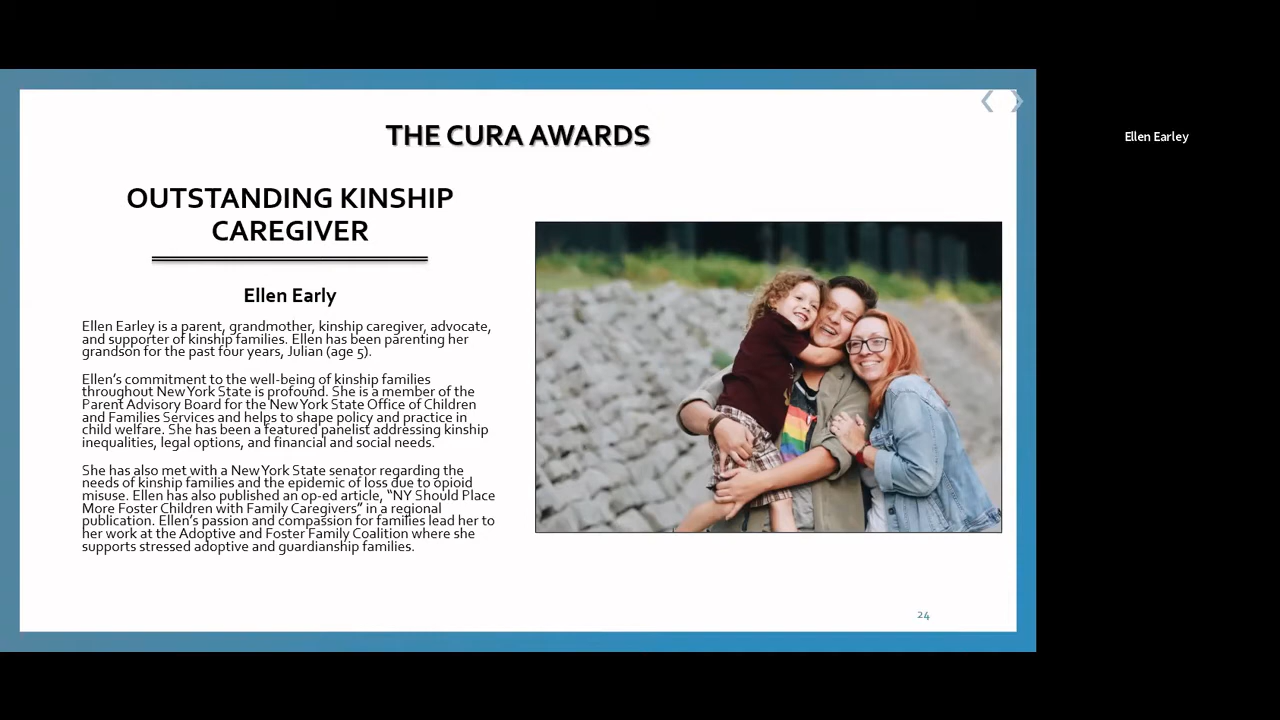 THE CURA AWARDS
OUTSTANDING KINSHIP
CAREGIVER
Ellen Early
Ellen Earley is a parent, grandmother, kinship caregiver, advocate,
and supporter of kinship families. Ellen has been parenting her
grandson for the past four years, Julian (age 5).
Ellen’s commitment to the well-being of kinship families
throughout New York State is profound. She is a member of the
Parent Advisory Board for the New York State Office of Children
and Families Services and helps to shape policy and practice in
child welfare. She has been a featured panelist addressing kinship
inequalities, legal options, and financial and social needs.
She has also met with a New York State senator regarding the
needs of kinship families and the epidemic of loss due to opioid
misuse. Ellen has also published an op-ed article, “NY Should Place
More Foster Children with Family Caregivers” in a regional
publication. Ellen’s passion and compassion for families lead her to
her work at the Adoptive and Foster Family Coalition where she
supports stressed adoptive and guardianship families.
24
Ellen Earley